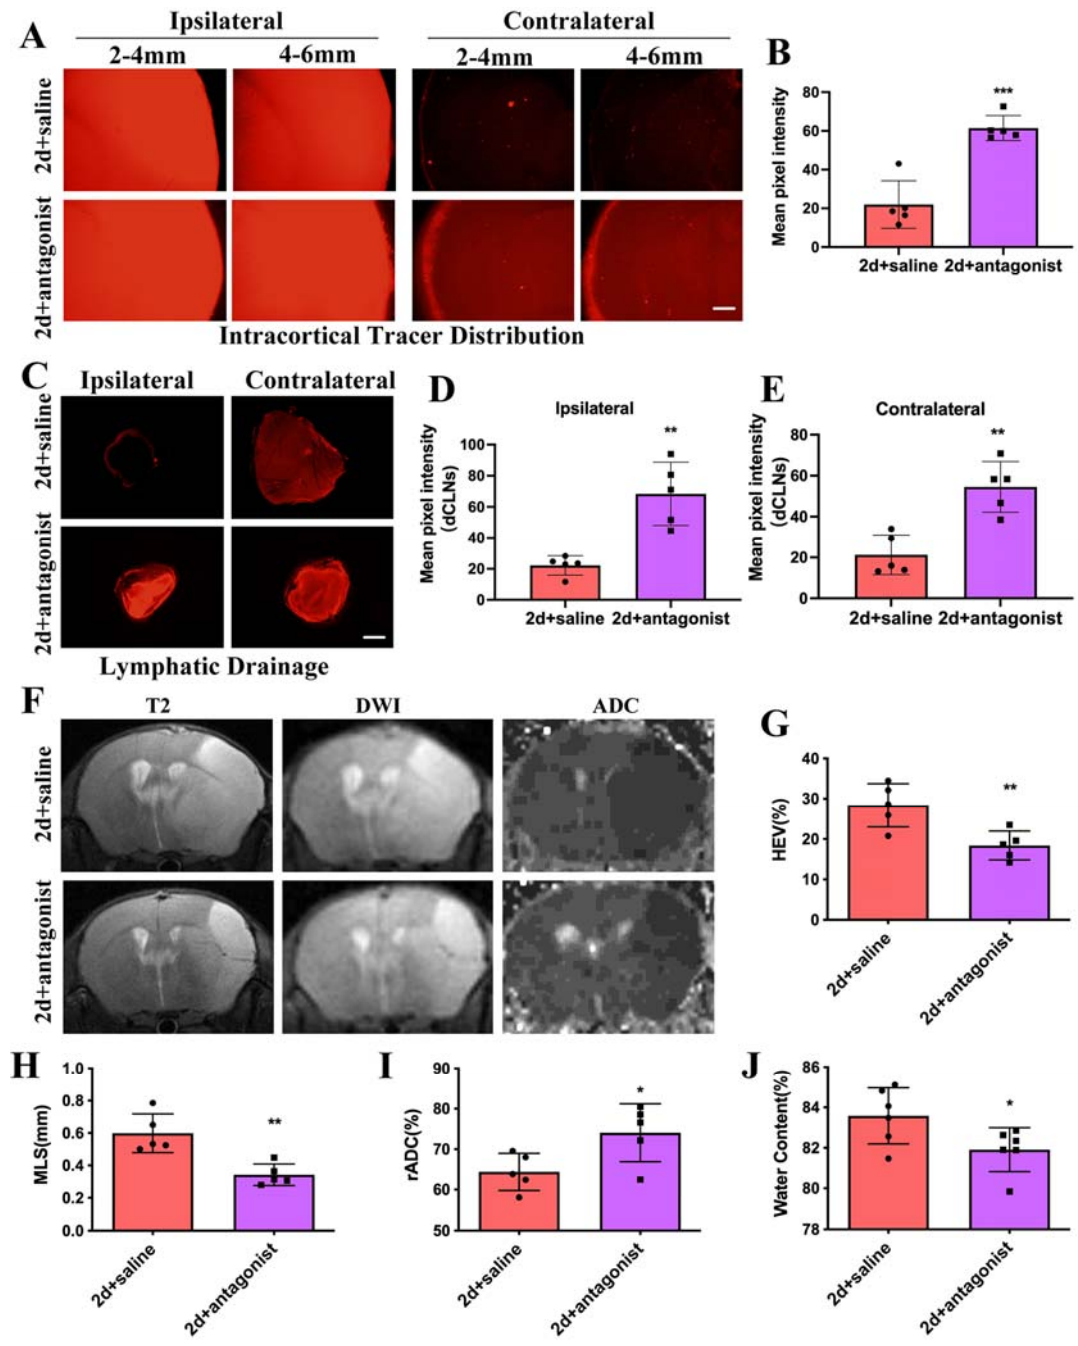 A
Ipsilateral
Contralateral
2-4mm
4-6mm
2-4mm
4-6mm
2d+saline
2d+antagonist
Intracortical Tracer Distribution
B
Mean pixel intensity
80
60
40
20
0
***
2d+saline
2d+antagonist
C
Ipsilateral
Contralateral
2d+saline
2d+antagonist
Lymphatic Drainage
D
Ipsilateral
Mean pixel intensity
(dCLNs)
100
80
60
40
20
0
**
2d+saline
2d+antagonist
E
Contralateral
Mean pixel intensity
(dCLNs)
80
60
40
20
0
**
2d+saline
2d+antagonist
F
T2
DWI
ADC
2d+saline
2d+antagonist
G
HEV(%)
40
30
20
10
0
**
2d+saline
2d+antagonist
H
MLS(mm)
1.0
0.8
0.6
0.4
0.2
0.0
**
2d+saline
2d+antagonist
I
rADC(%)
90
80
70
60
50
*
2d+saline
2d+antagonist
J
Water Content(%)
86
84
82
80
78
*
2d+saline
2d+antagonist